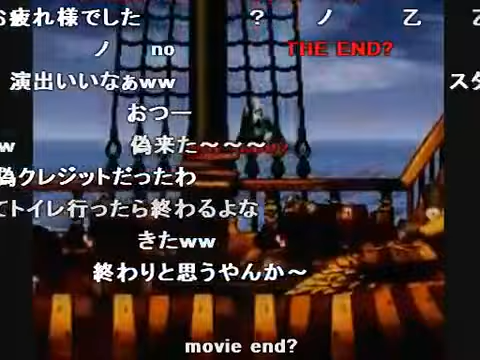 お疲れ様でした ? ノ 乙 乙
ノ no THE END?
演出いいなぁww スタ
おつー
w 偽来た～～～
偽クレジットだったわ
てトイレ行ったら終わるよな
きたww
終わりと思うやんか～
movie end?